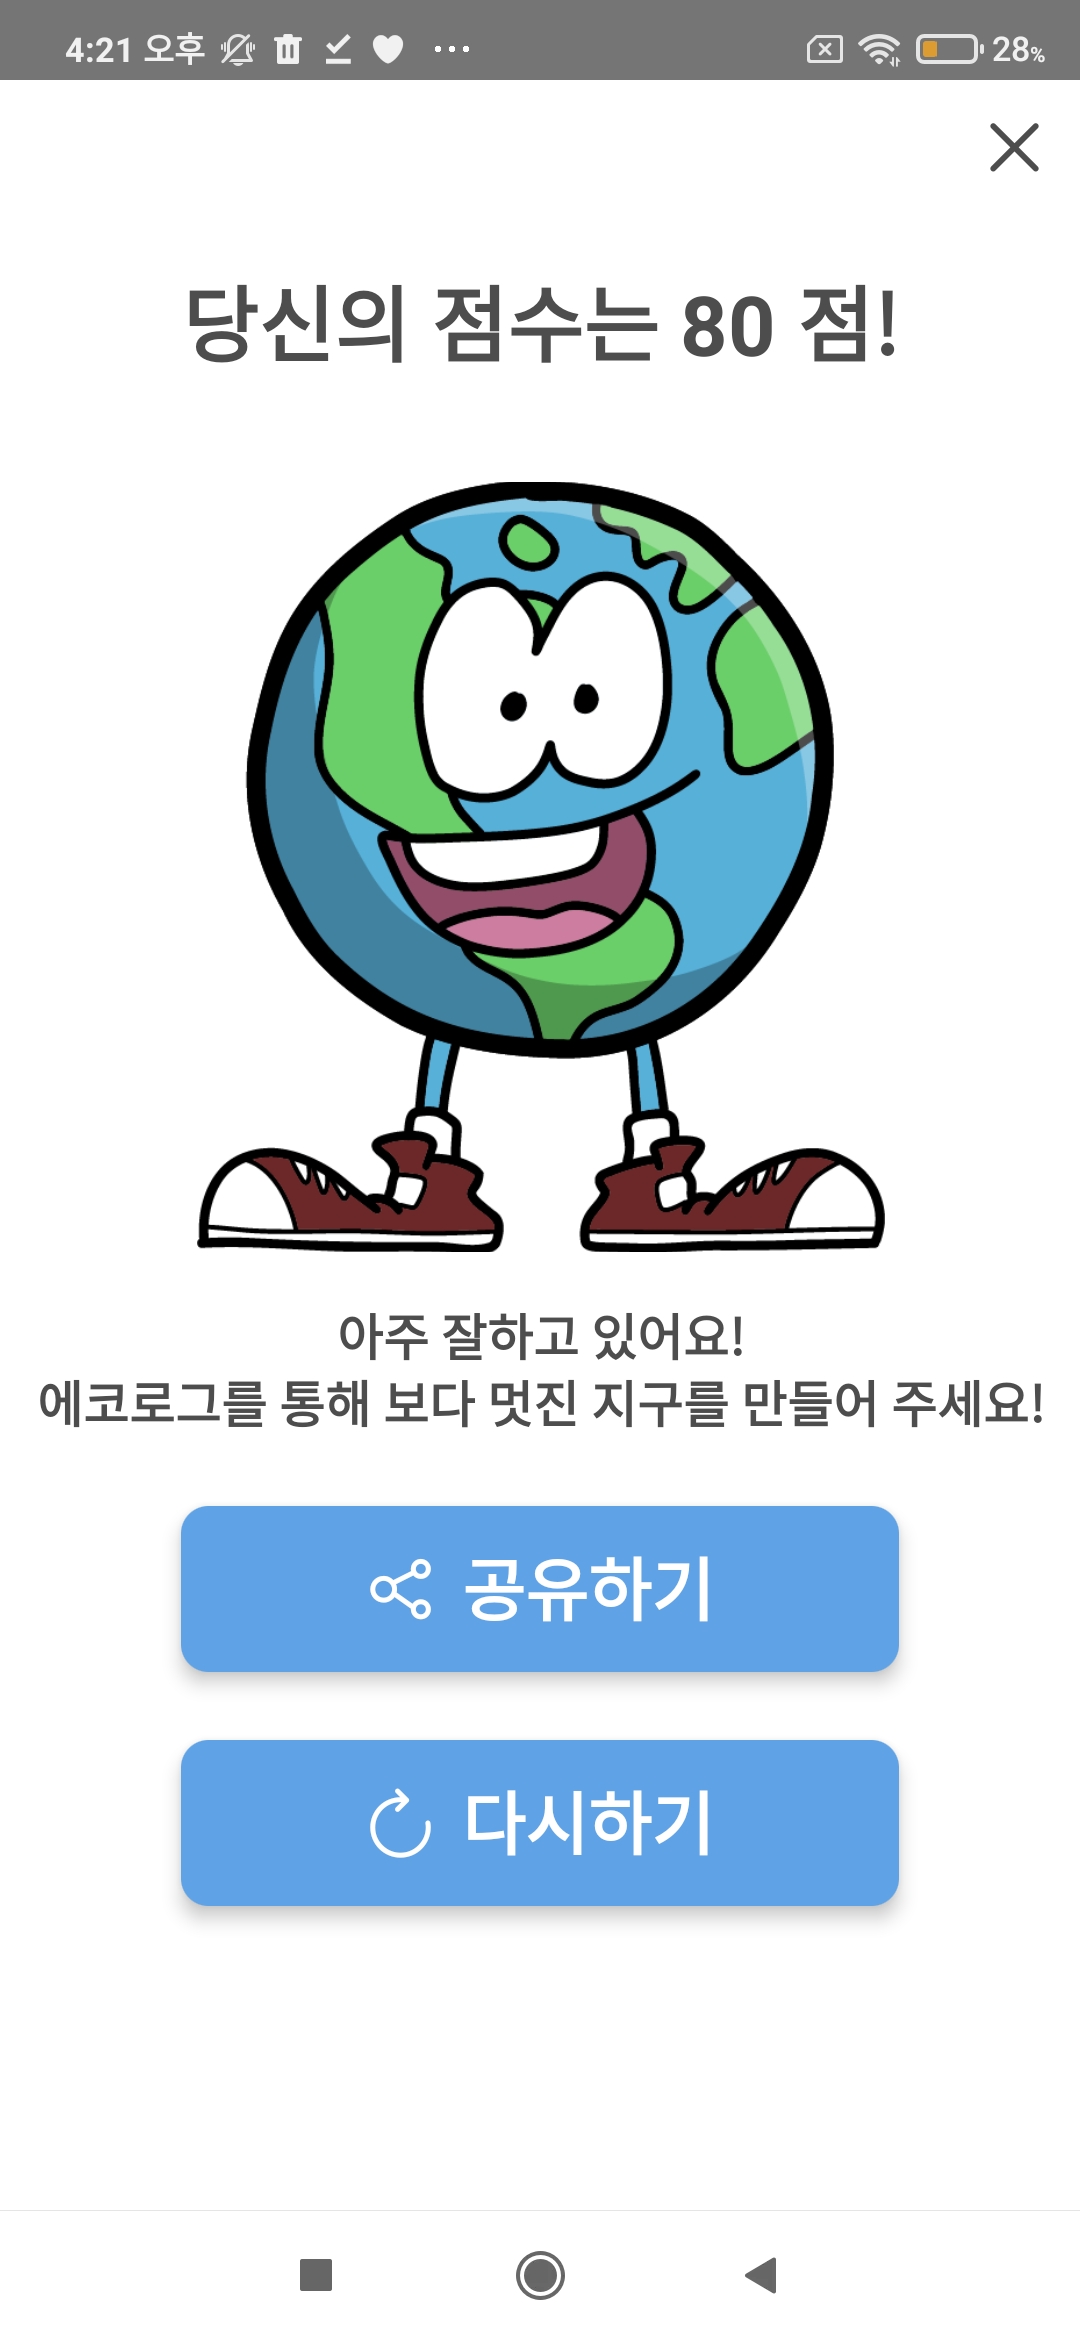 4:21 오후
28%
당신의 점수는 80 점!
아주 잘하고 있어요!
에코로그를 통해 보다 멋진 지구를 만들어 주세요!
공유하기
다시하기